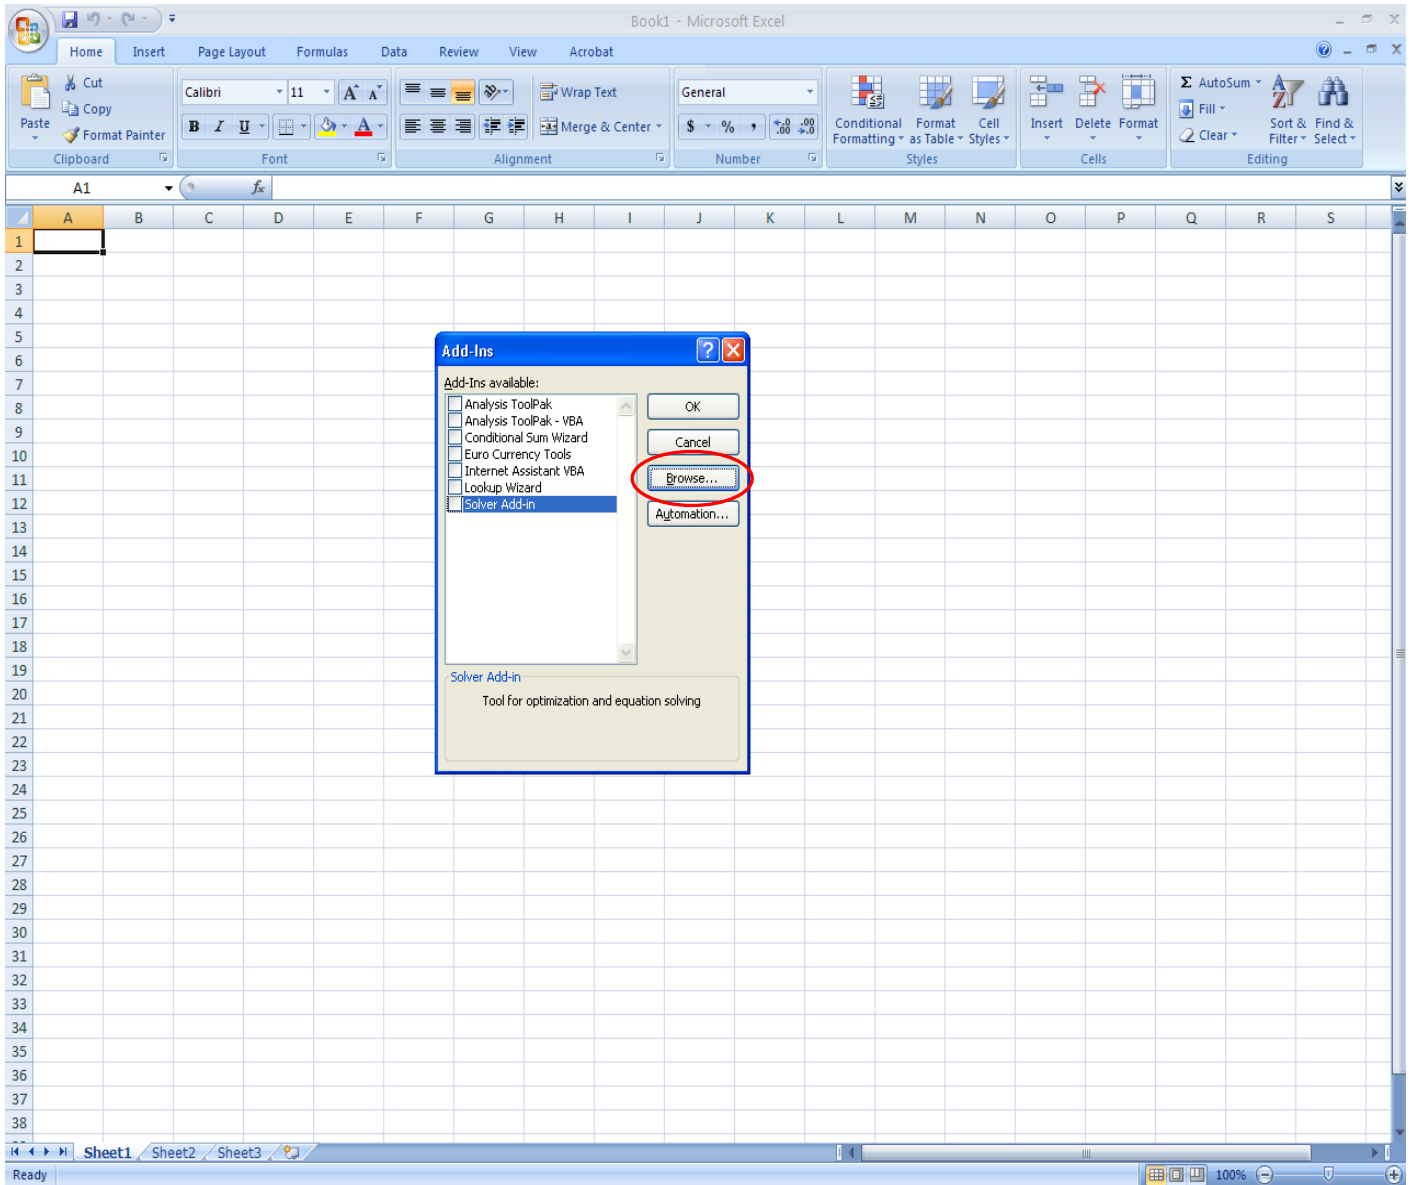 Book1 - Microsoft Excel
Home Insert Page Layout Formulas Data Review View Acrobat
Cut
Copy
Format Painter
Paste
Clipboard
Calibri 11 A A
B I U A
Font
Wrap Text
Merge & Center
Alignment
General
$ % , .0 .00 .00 .0
Number
Conditional Formatting
Format as Table
Cell Styles
Styles
Insert Delete Format
Cells
Σ AutoSum
Fill
Clear
Sort & Filter
Find & Select
Editing
A1 fx
A B C D E F G H I J K L M N O P Q R S
1
2
3
4
5
6
7
8
9
10
11
12
13
14
15
16
17
18
19
20
21
22
23
24
25
26
27
28
29
30
31
32
33
34
35
36
37
38
Add-Ins
Add-Ins available:
Analysis ToolPak
Analysis ToolPak - VBA
Conditional Sum Wizard
Euro Currency Tools
Internet Assistant VBA
Lookup Wizard
Solver Add-in
OK
Cancel
Browse...
Automation...
Solver Add-in
Tool for optimization and equation solving
Sheet1 Sheet2 Sheet3
Ready 100%